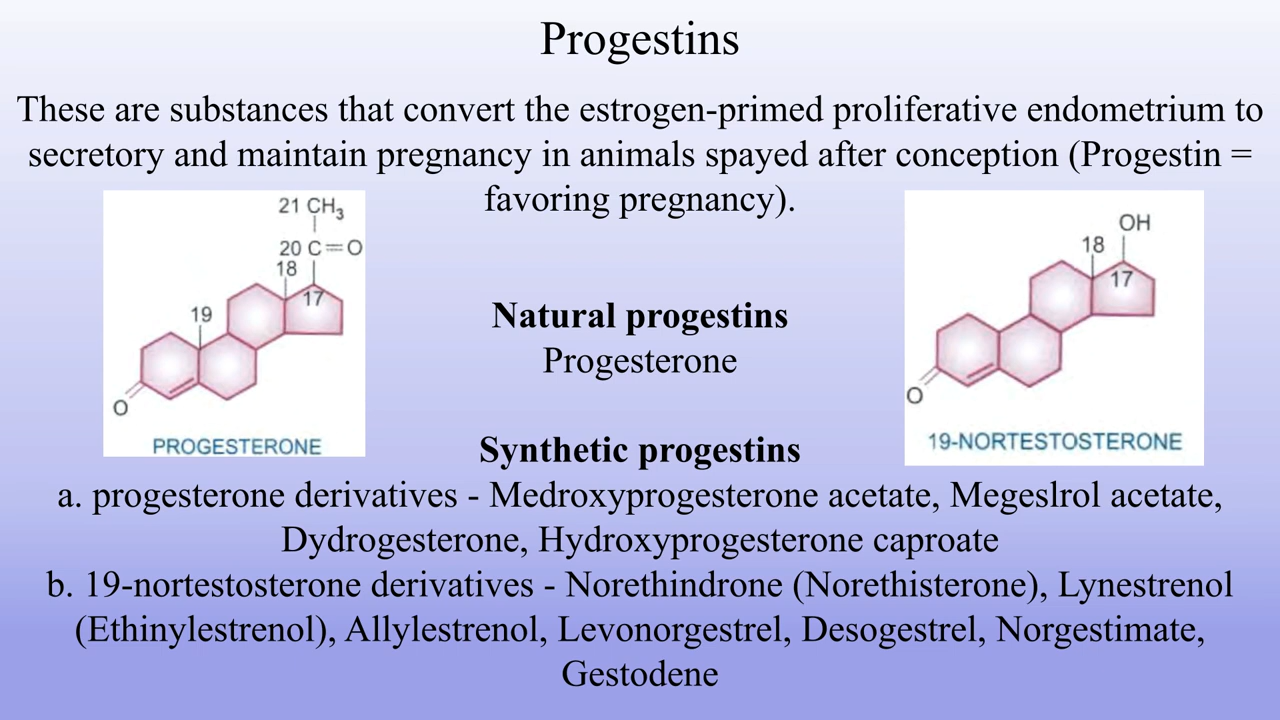 Progestins
These are substances that convert the estrogen-primed proliferative endometrium to
secretory and maintain pregnancy in animals spayed after conception (Progestin =
favoring pregnancy).
21 CH₃
20 C=O
18
17
19
O
PROGESTERONE
OH
18
17
O
19-NORTESTOSTERONE
Natural progestins
Progesterone
Synthetic progestins
a. progesterone derivatives - Medroxyprogesterone acetate, Megeslrol acetate,
Dydrogesterone, Hydroxyprogesterone caproate
b. 19-nortestosterone derivatives - Norethindrone (Norethisterone), Lynestrenol
(Ethinylestrenol), Allylestrenol, Levonorgestrel, Desogestrel, Norgestimate,
Gestodene